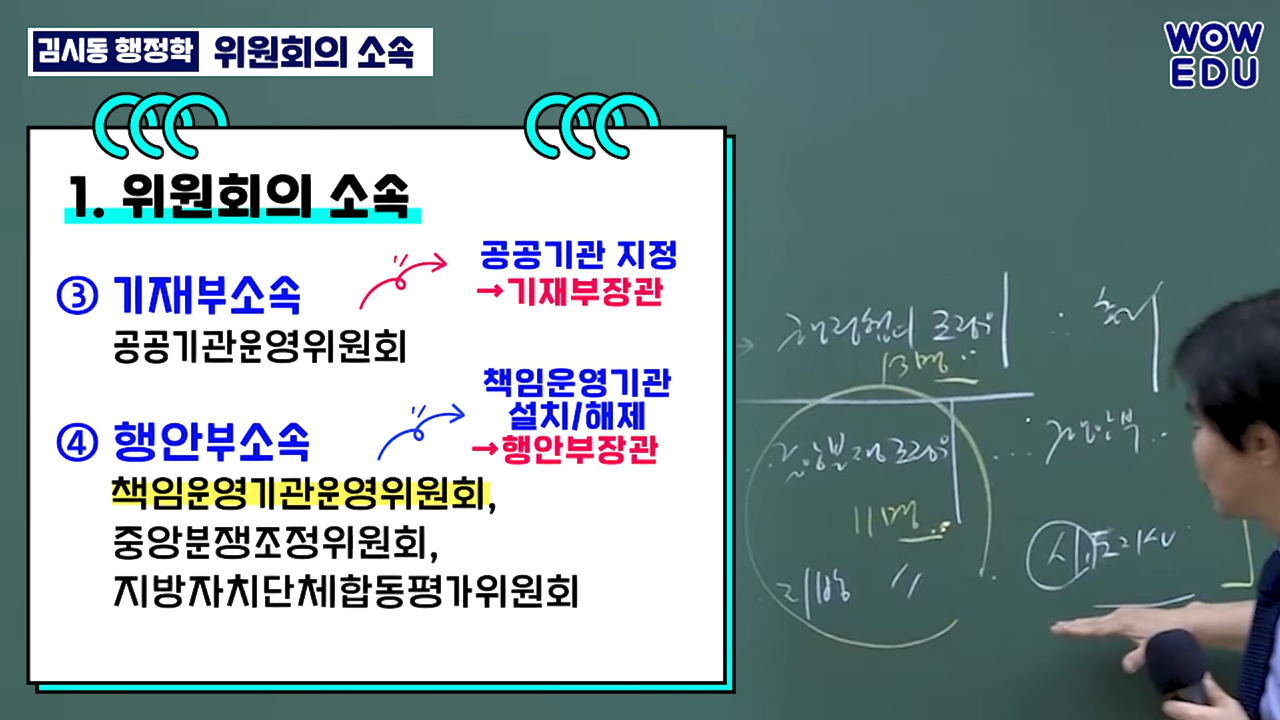 김시동 행정학 위원회의 소속
WOW
EDU
1. 위원회의 소속
③ 기재부소속
공공기관 지정
→기재부장관
공공기관운영위원회
④ 행안부소속
책임운영기관
설치/해제
→행안부장관
책임운영기관운영위원회,
중앙분쟁조정위원회,
지방자치단체합동평가위원회
13명
11명
지방 〃